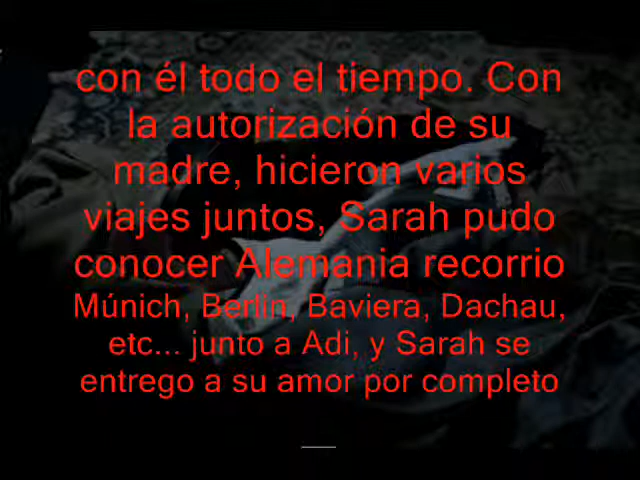 con él todo el tiempo. Con
la autorización de su
madre, hicieron varios
viajes juntos, Sarah pudo
conocer Alemania recorrio
Múnich, Berlín, Baviera, Dachau,
etc... junto a Adi, y Sarah se
entrego a su amor por completo